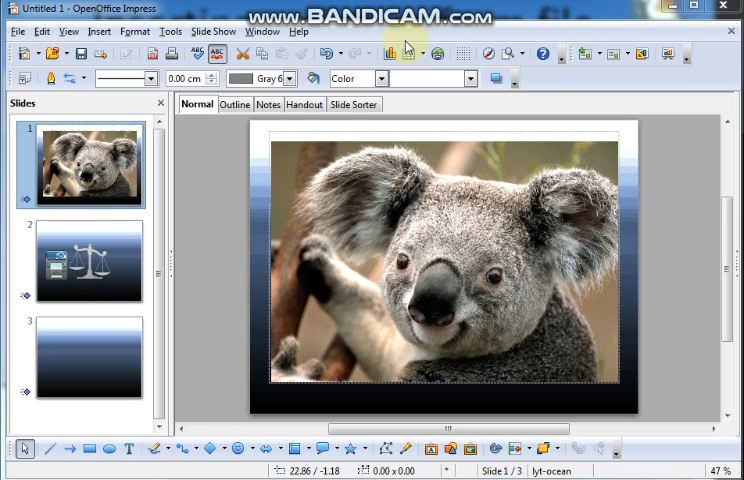 Untitled 1 - OpenOffice Impress
WWW.BANDICAM.COM
File Edit View Insert Format Tools Slide Show Window Help
0.00 cm Gray 6 Color
Slides
Normal Outline Notes Handout Slide Sorter
1
2
3
22.86 / -1.18 0.00 x 0.00 * Slide 1 / 3 lyt-ocean 47 %